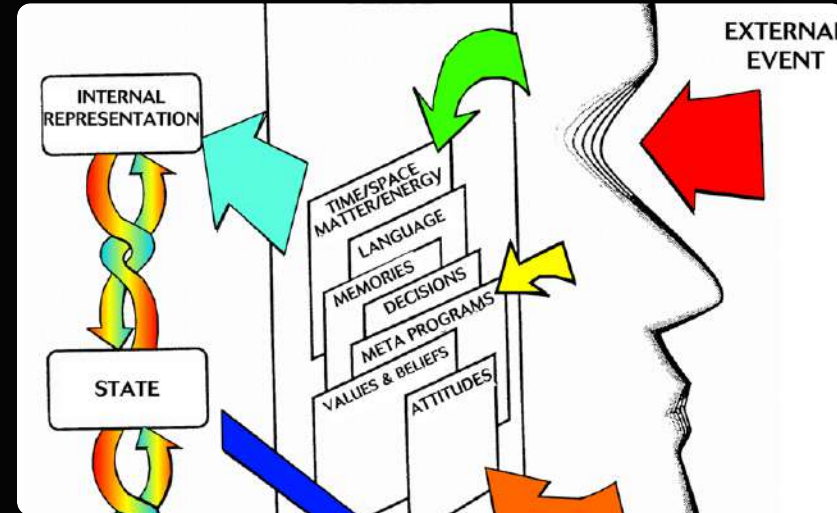 EXTERNAL
EVENT
INTERNAL
REPRESENTATION
TIME/SPACE
MATTER/ENERGY
LANGUAGE
MEMORIES
DECISIONS
META PROGRAMS
VALUES & BELIEFS
ATTITUDES
STATE